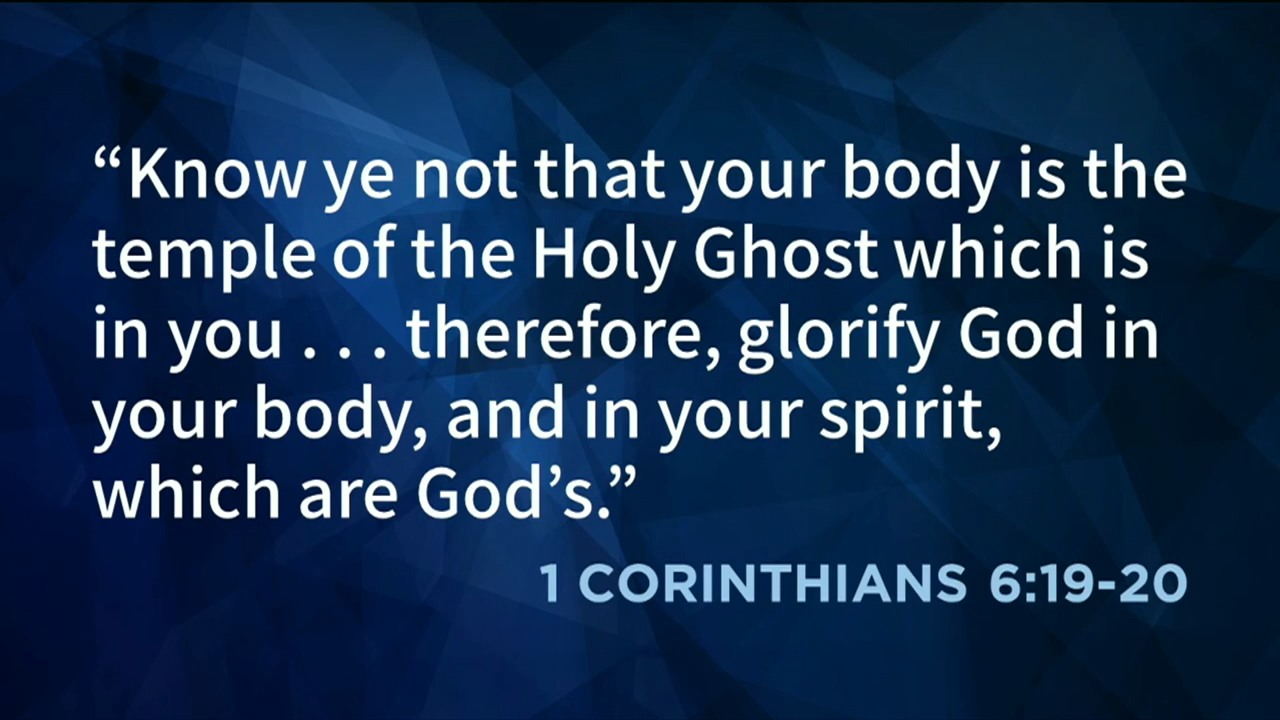 “Know ye not that your body is the
temple of the Holy Ghost which is
in you . . . therefore, glorify God in
your body, and in your spirit,
which are God’s.”
1 CORINTHIANS 6:19-20